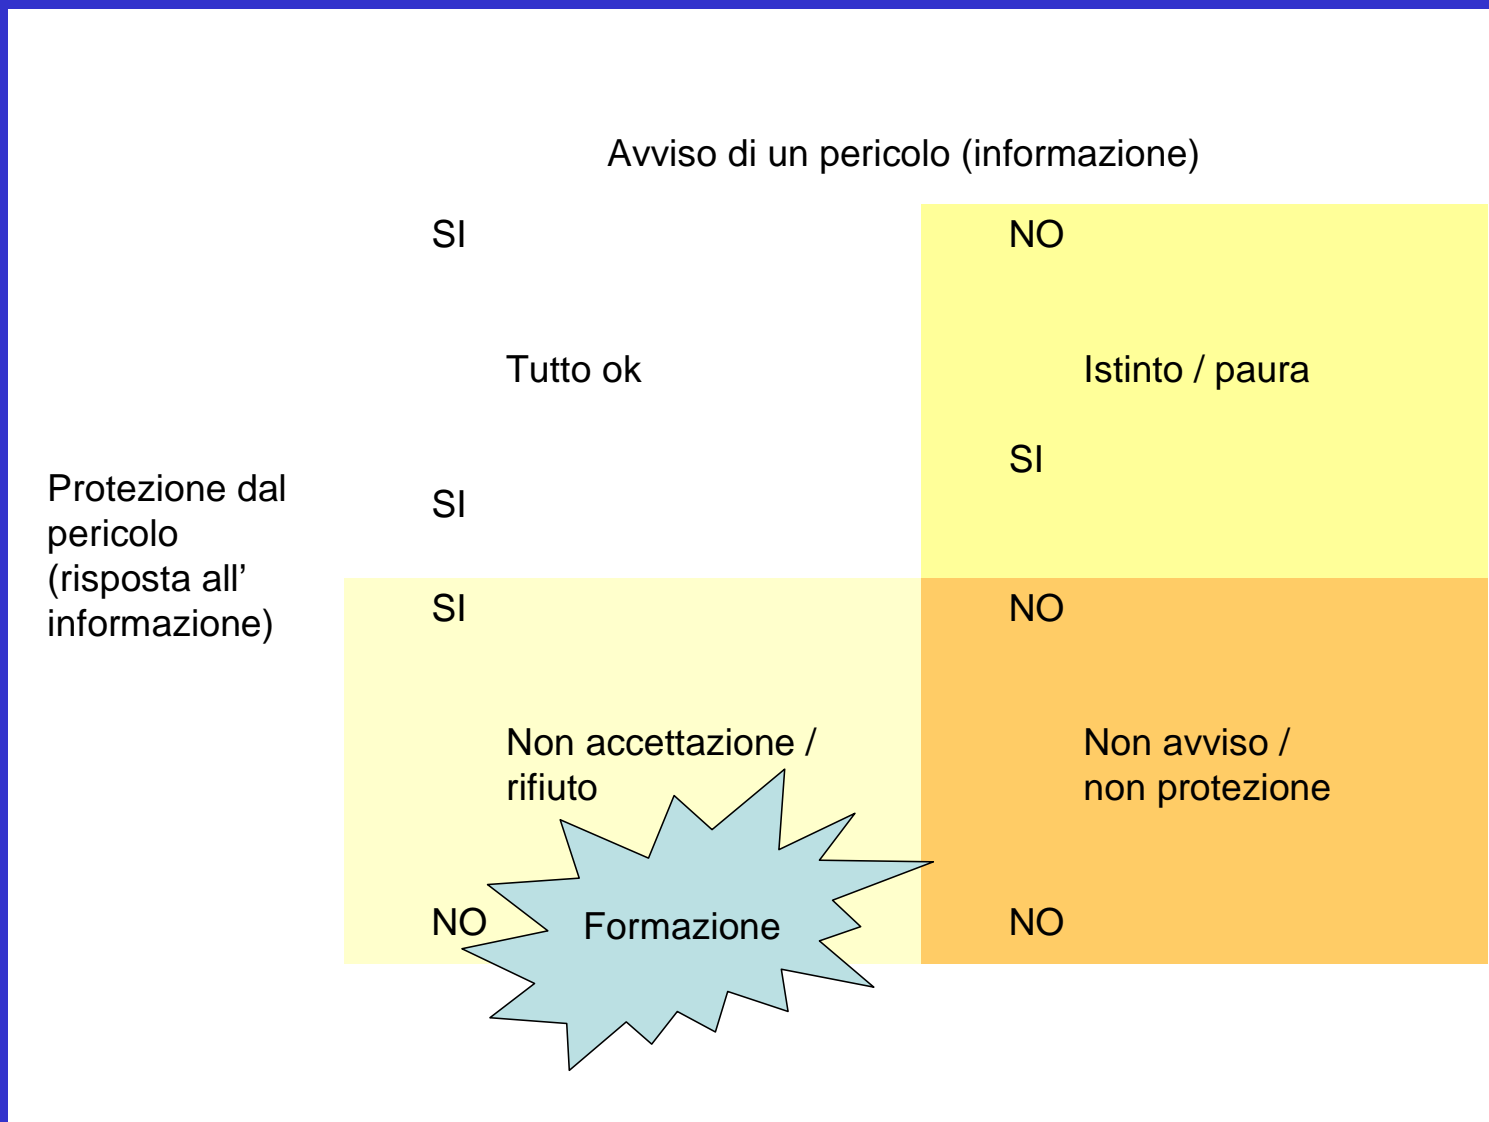 Avviso di un pericolo (informazione)
SI
NO
Tutto ok
Istinto / paura
SI
SI
Protezione dal
pericolo
(risposta all’
informazione)
SI
NO
Non accettazione /
rifiuto
Non avviso /
non protezione
NO
Formazione
NO